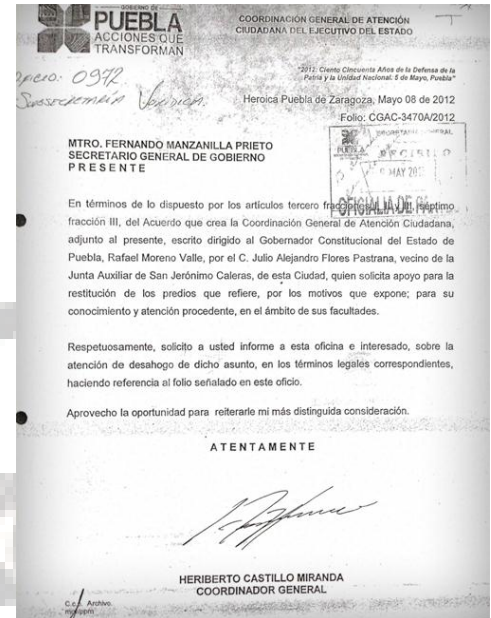 GOBIERNO DE
PUEBLA
ACCIONES QUE
TRANSFORMAN
COORDINACIÓN GENERAL DE ATENCIÓN
CIUDADANA DEL EJECUTIVO DEL ESTADO
"2012: Ciento Cincuenta Años de la Defensa de la
Patria y la Unidad Nacional. 5 de Mayo, Puebla"
0972
Subsecretaría Jurídica.
Heroica Puebla de Zaragoza, Mayo 08 de 2012
Folio: CGAC-3470A/2012
MTRO. FERNANDO MANZANILLA PRIETO
SECRETARIO GENERAL DE GOBIERNO
P R E S E N T E
PUEBLA
MAY
OFICIALIA DE
En términos de lo dispuesto por los artículos tercero fracciones
fracción III, del Acuerdo que crea la Coordinación General de Atención Ciudadana,
adjunto al presente, escrito dirigido al Gobernador Constitucional del Estado de
Puebla, Rafael Moreno Valle, por el C. Julio Alejandro Flores Pastrana, vecino de la
Junta Auxiliar de San Jerónimo Caleras, de esta Ciudad, quien solicita apoyo para la
restitución de los predios que refiere, por los motivos que expone; para su
conocimiento y atención procedente, en el ámbito de sus facultades.
Respetuosamente, solicito a usted informe a esta oficina e interesado, sobre la
atención de desahogo de dicho asunto, en los términos legales correspondientes,
haciendo referencia al folio señalado en este oficio.
Aprovecho la oportunidad para reiterarle mi más distinguida consideración.
A T E N T A M E N T E
HERIBERTO CASTILLO MIRANDA
COORDINADOR GENERAL
Archivo.